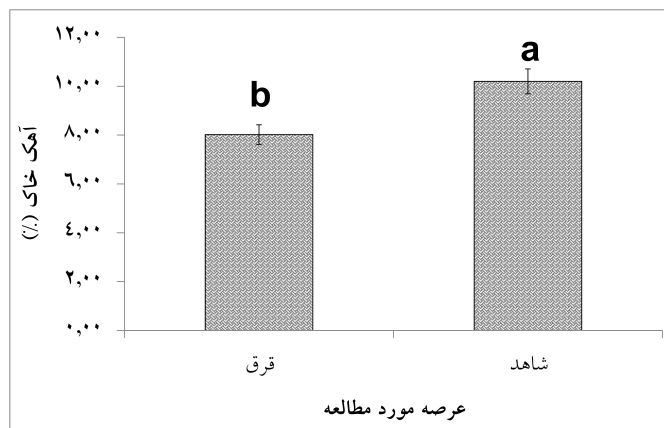 ۱۲,۰۰
a
۱۰,۰۰
b
۸,۰۰
۶,۰۰
۴,۰۰
۲,۰۰
۰,۰۰
آهک خاک (%)
قرق
شاهد
عرصه مورد مطالعه